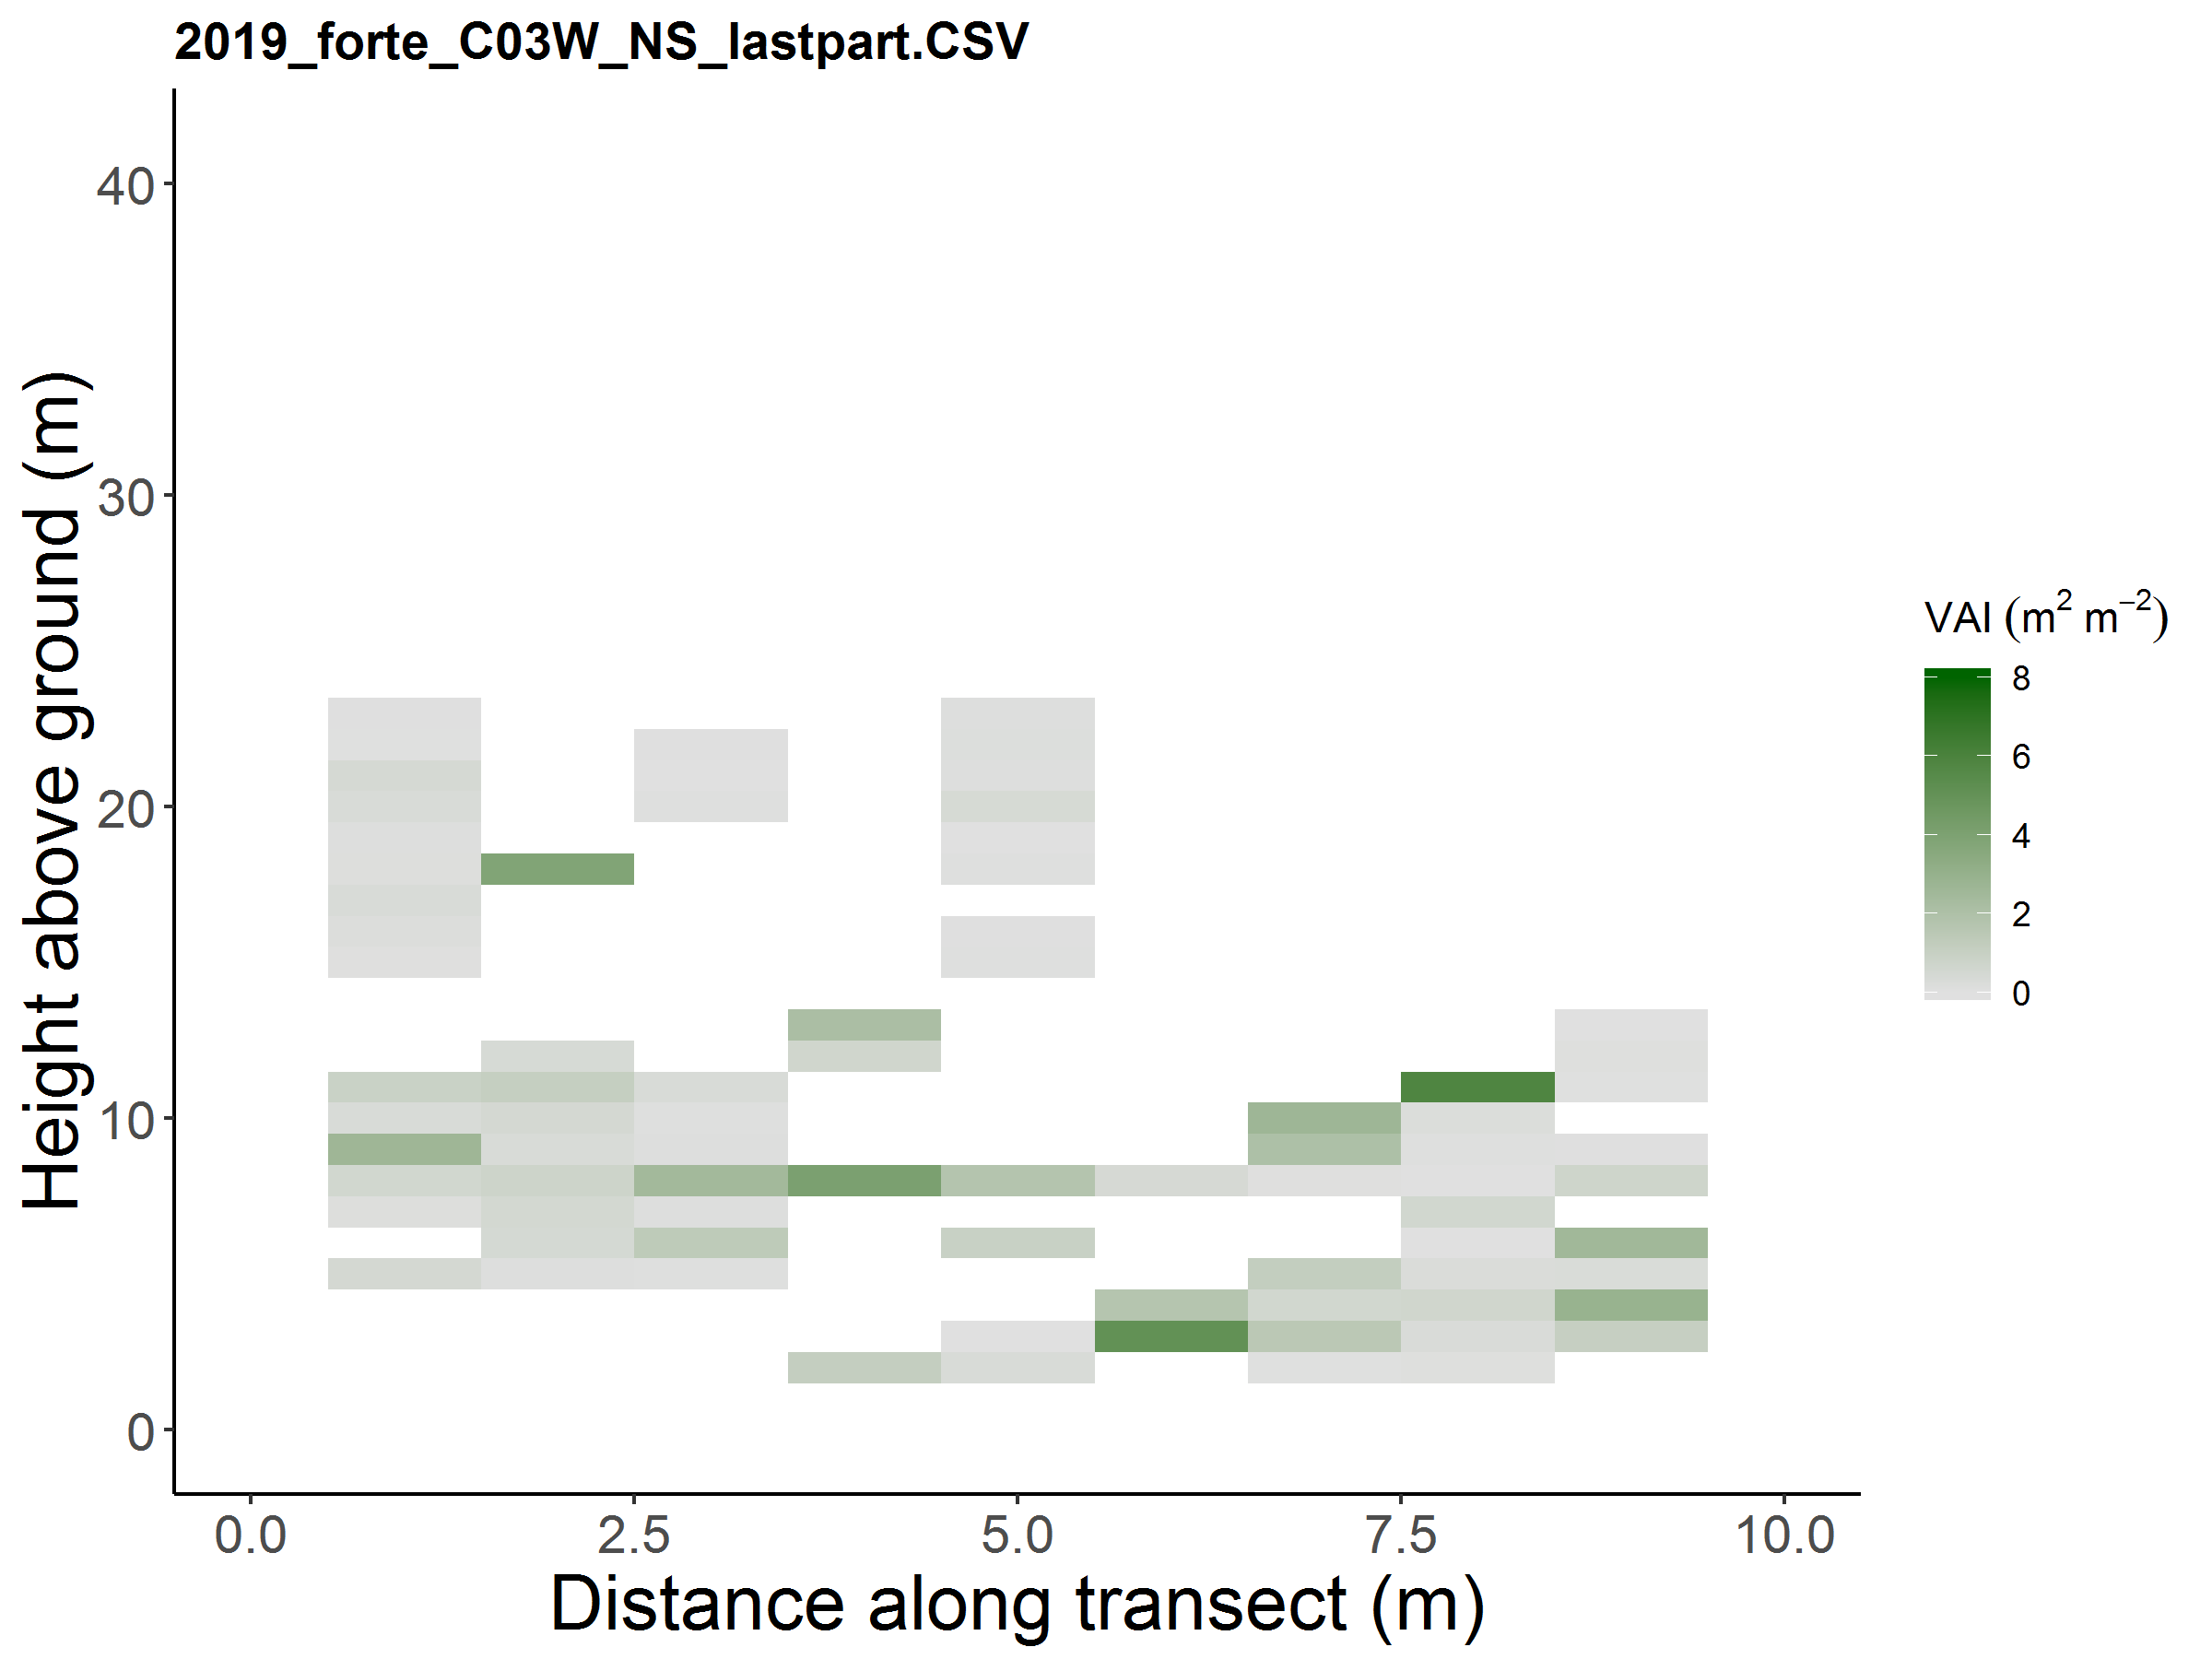 2019_forte_C03W_NS_lastpart.CSV
Height above ground (m)
40
30
20
10
0
0.0 2.5 5.0 7.5 10.0
Distance along transect (m)
VAI (m² m⁻²)
8
6
4
2
0